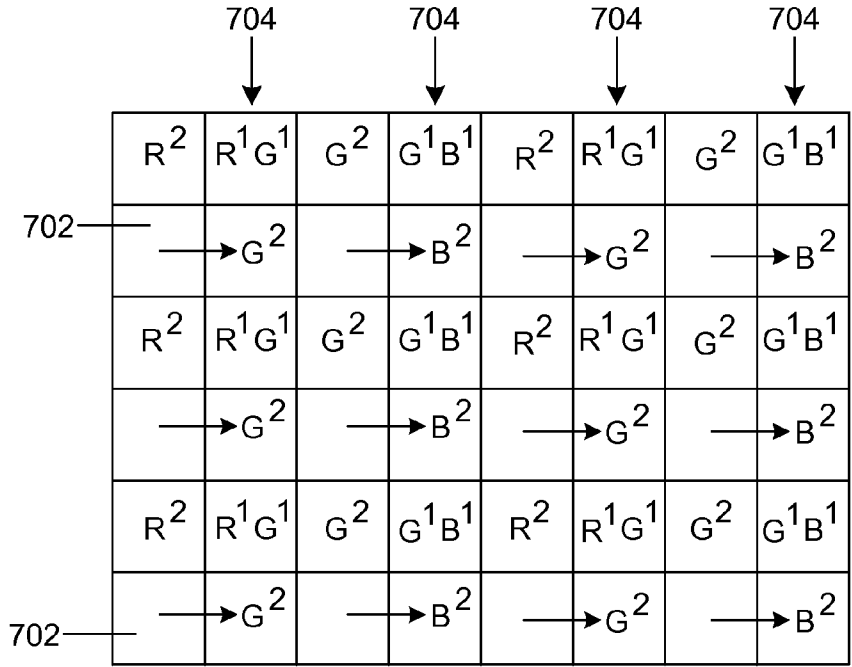 704 704 704 704
R² R¹G¹ G² G¹B¹ R² R¹G¹ G² G¹B¹
702 G² B² G² B²
R² R¹G¹ G² G¹B¹ R² R¹G¹ G² G¹B¹
G² B² G² B²
R² R¹G¹ G² G¹B¹ R² R¹G¹ G² G¹B¹
702 G² B² G² B²